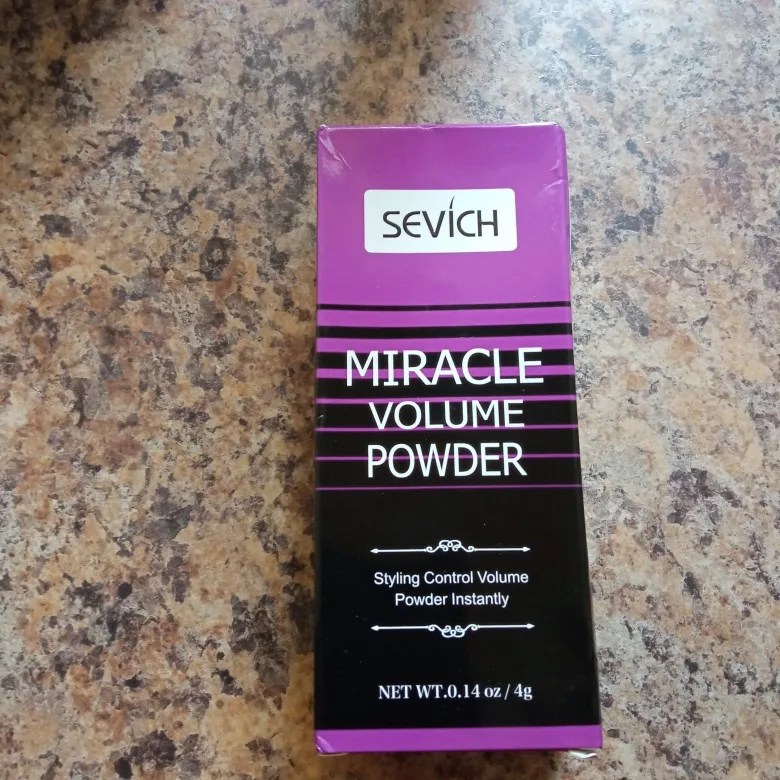 SEVICH
MIRACLE
VOLUME
POWDER
Styling Control Volume
Powder Instantly
NET WT.0.14 oz / 4g